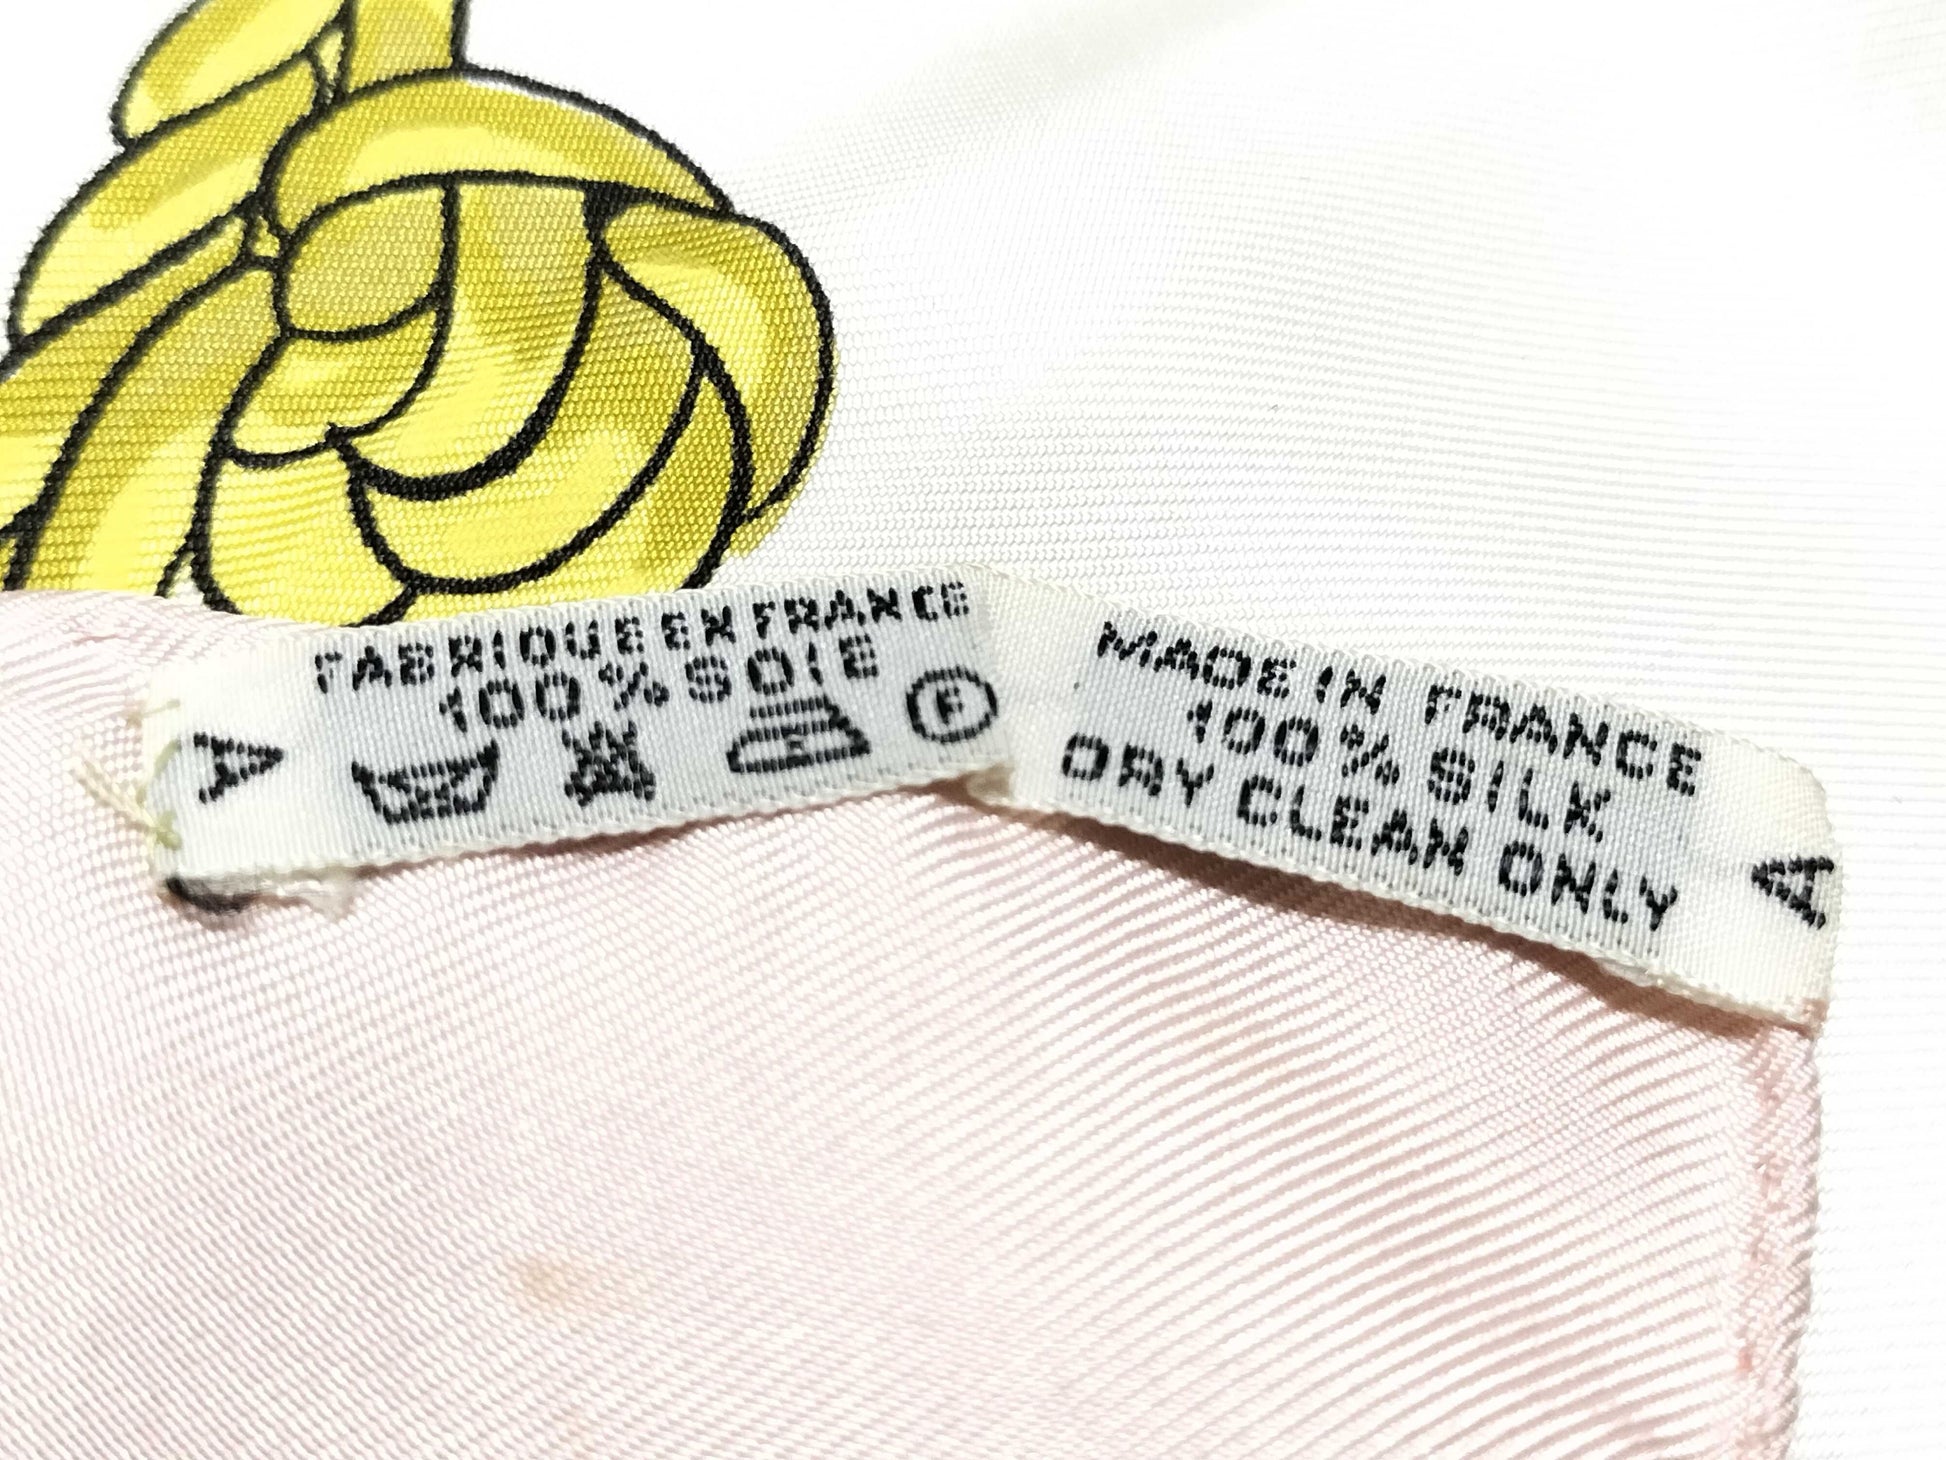 A
FABRIQUE EN FRANCE
100% SOIE
F
MADE IN FRANCE
100% SILK
DRY CLEAN ONLY
A